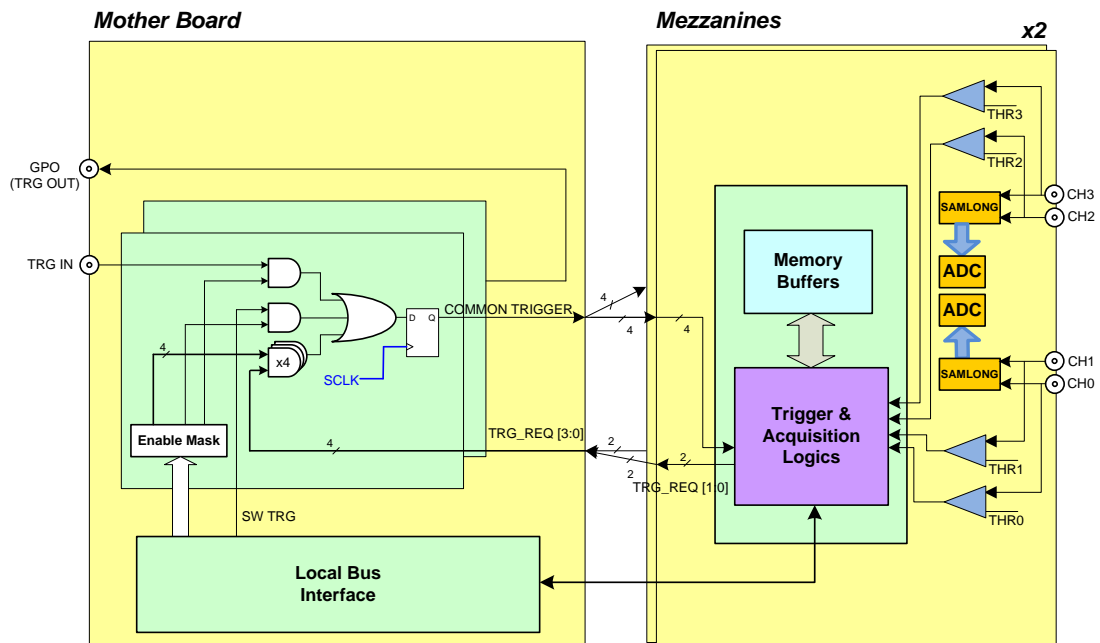 Mother Board
Mezzanines
x2
GPO
(TRG OUT)
TRG IN
x4
4
D Q
SCLK
COMMON TRIGGER
4
4
4
Enable Mask
4
TRG_REQ [3:0]
2
2
2
TRG_REQ [1:0]
SW TRG
Local Bus
Interface
Memory
Buffers
Trigger &
Acquisition
Logics
THR3
THR2
SAMLONG
CH3
CH2
ADC
ADC
SAMLONG
CH1
CH0
THR1
THR0